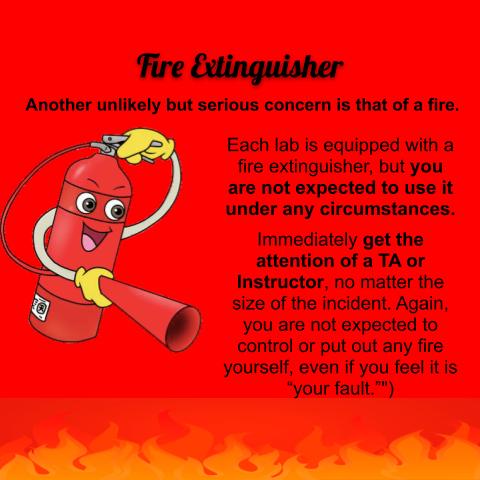 Fire Extinguisher
Another unlikely but serious concern is that of a fire.
Each lab is equipped with a
fire extinguisher, but you
are not expected to use it
under any circumstances.
Immediately get the
attention of a TA or
Instructor, no matter the
size of the incident. Again,
you are not expected to
control or put out any fire
yourself, even if you feel it is
“your fault.””)